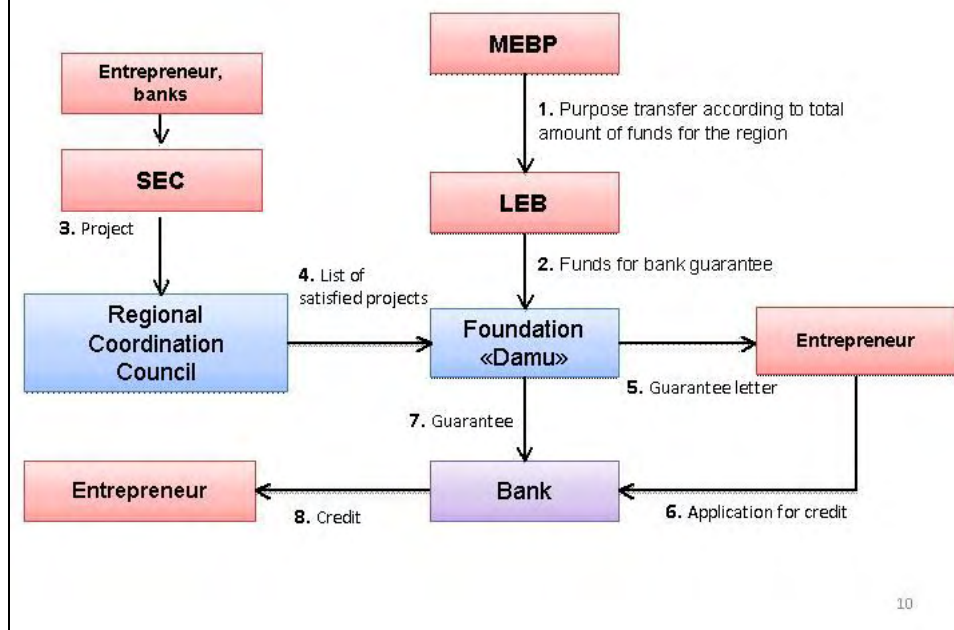 MEBP
Entrepreneur,
banks
1. Purpose transfer according to total
amount of funds for the region
SEC
LEB
3. Project
2. Funds for bank guarantee
4. List of
satisfied projects
Regional
Coordination
Council
Foundation
«Damu»
Entrepreneur
5. Guarantee letter
7. Guarantee
Entrepreneur
Bank
8. Credit
6. Application for credit
10